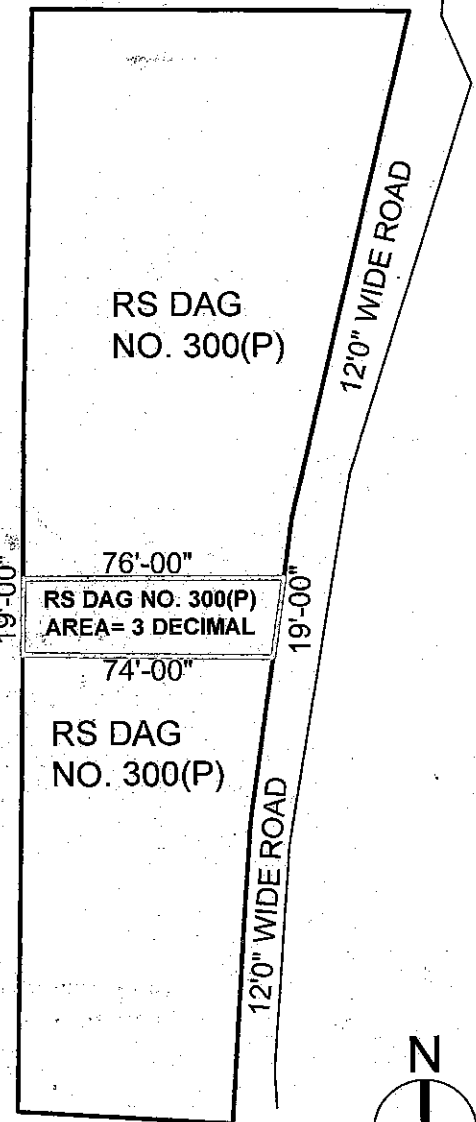 RS DAG
NO. 300(P)
12'0" WIDE ROAD
76'-00"
19'-00"
RS DAG NO. 300(P)
AREA= 3 DECIMAL
19'-00"
74'-00"
RS DAG
NO. 300(P)
12'0" WIDE ROAD
N